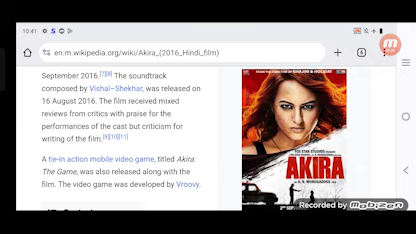 10:41
en.m.wikipedia.org/wiki/Akira_(2016_Hindi_film)
September 2016.[7][8] The soundtrack
composed by Vishal–Shekhar, was released on
16 August 2016. The film received mixed
reviews from critics with praise for the
performances of the cast but criticism for
writing of the film.[9][10][11]
A tie-in action mobile video game, titled Akira:
The Game, was also released along with the
film. The video game was developed by Vroovy.
FOX STAR STUDIOS
AKIRA
A. R. MURUGADOSS
Recorded by Mobizen